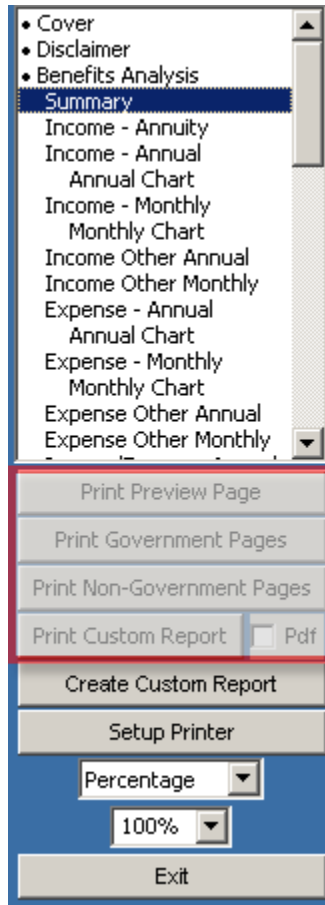 • Cover
• Disclaimer
• Benefits Analysis
Summary
Income - Annuity
Income - Annual
Annual Chart
Income - Monthly
Monthly Chart
Income Other Annual
Income Other Monthly
Expense - Annual
Annual Chart
Expense - Monthly
Monthly Chart
Expense Other Annual
Expense Other Monthly
Print Preview Page
Print Government Pages
Print Non-Government Pages
Print Custom Report Pdf
Create Custom Report
Setup Printer
Percentage
100%
Exit